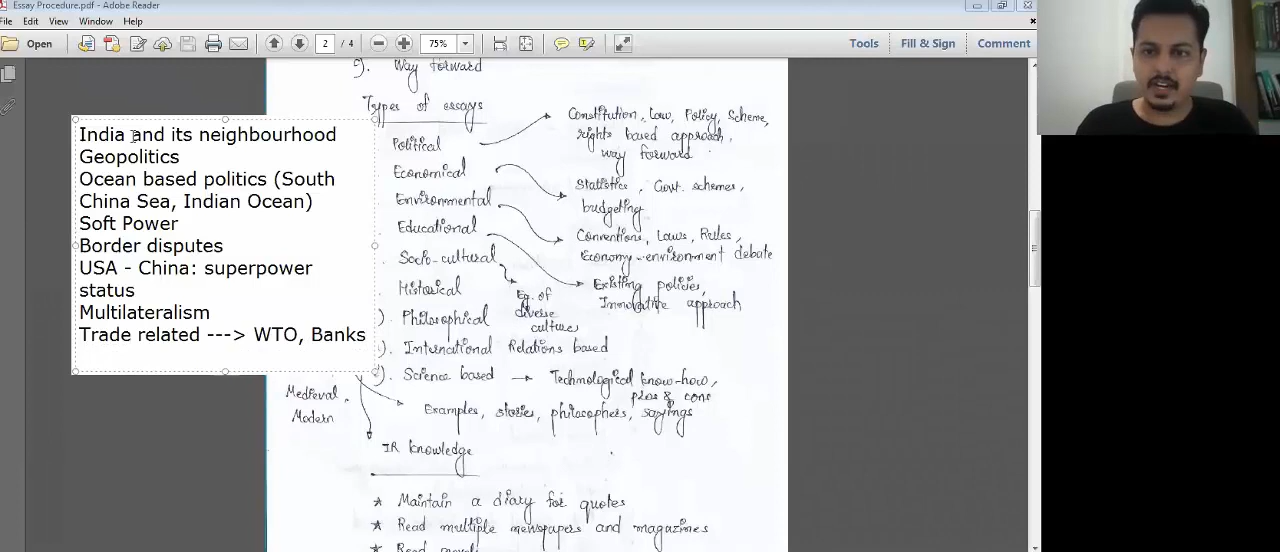 Essay Procedure.pdf - Adobe Reader
File Edit View Window Help
Open 2 / 4 75% Tools Fill & Sign Comment
India and its neighbourhood
Geopolitics
Ocean based politics (South
China Sea, Indian Ocean)
Soft Power
Border disputes
USA - China: superpower
status
Multilateralism
Trade related ---> WTO, Banks
Way forward
Types of essays
Political
Economical
Environmental
Educational
Socio-cultural
Historical
). Philosophical
). International Relations based
). Science based → Technological know-how,
pros & cons
Constitution, Law, Policy, Scheme,
rights based approach,
way forward
Statistics, Govt. schemes,
budgeting
Conventions, Laws, Rules,
Economy-environment debate
Existing policies,
Innovative approach
Eg. of
diverse
cultures
Medieval,
Modern
Examples, stories, philosophers, sayings
IR knowledge
* Maintain a diary for quotes
* Read multiple newspapers and magazines
* Read